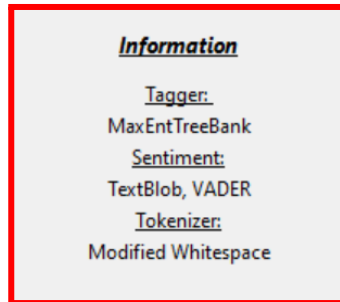 Information
Tagger:
MaxEntTreeBank
Sentiment:
TextBlob, VADER
Tokenizer:
Modified Whitespace